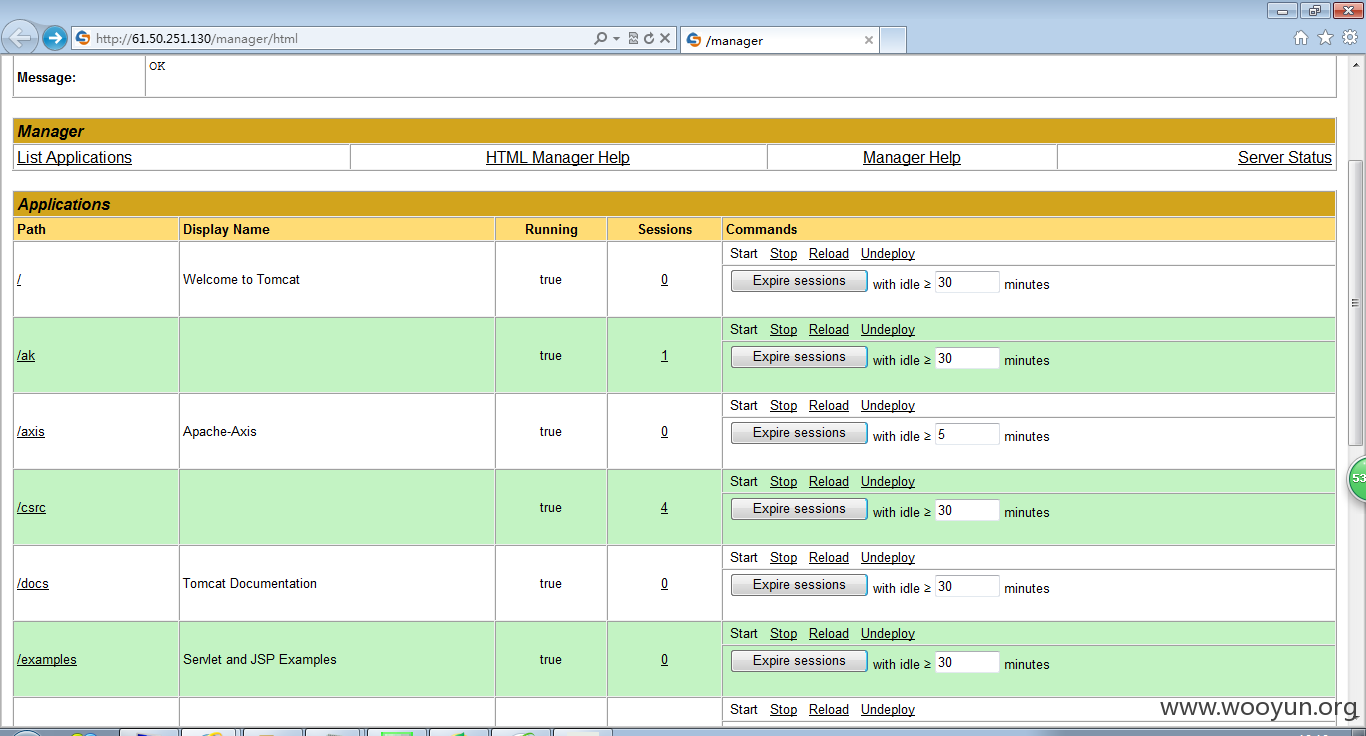 http://61.50.251.130/manager/html
/manager
Message:
OK
Manager
List Applications
HTML Manager Help
Manager Help
Server Status
Applications
Path Display Name Running Sessions Commands
Start Stop Reload Undeploy
/ Welcome to Tomcat true 0
Expire sessions with idle ≥ 30 minutes
Start Stop Reload Undeploy
/ak true 1
Expire sessions with idle ≥ 30 minutes
Start Stop Reload Undeploy
/axis Apache-Axis true 0
Expire sessions with idle ≥ 5 minutes
Start Stop Reload Undeploy
/csrc true 4
Expire sessions with idle ≥ 30 minutes
Start Stop Reload Undeploy
/docs Tomcat Documentation true 0
Expire sessions with idle ≥ 30 minutes
Start Stop Reload Undeploy
/examples Servlet and JSP Examples true 0
Expire sessions with idle ≥ 30 minutes
Start Stop Reload Undeploy
53
www.wooyun.org